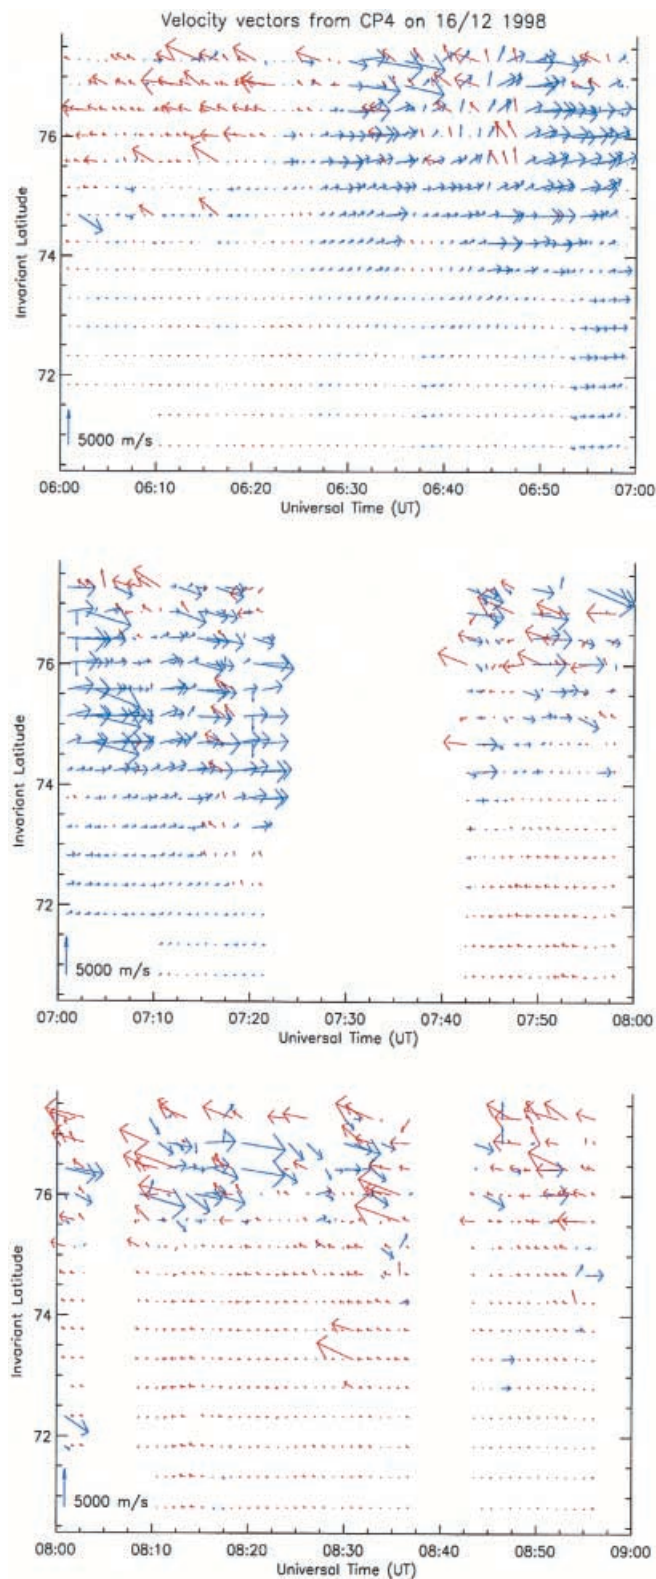 Velocity vectors from CP4 on 16/12 1998
76
74
72
Invariant Latitude
5000 m/s
06:00 06:10 06:20 06:30 06:40 06:50 07:00
Universal Time (UT)
76
74
72
Invariant Latitude
5000 m/s
07:00 07:10 07:20 07:30 07:40 07:50 08:00
Universal Time (UT)
76
74
72
Invariant Latitude
5000 m/s
08:00 08:10 08:20 08:30 08:40 08:50 09:00
Universal Time (UT)